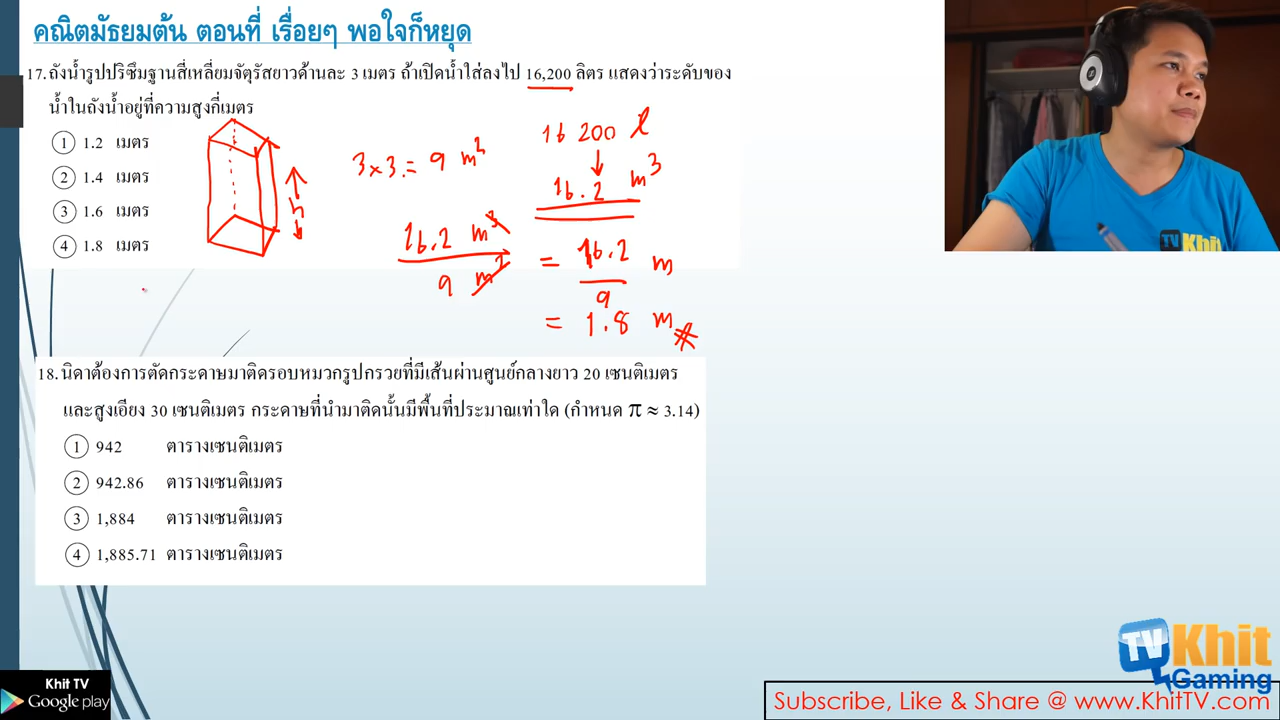 คณิตมัธยมต้น ตอนที่ เรื่อยๆ พอใจก็หยุด
17. ถังน้ำรูปปริซึมฐานสี่เหลี่ยมจัตุรัสยาวด้านละ 3 เมตร ถ้าเปิดน้ำใส่ลงไป 16,200 ลิตร แสดงว่าระดับของ
น้ำในถังน้ำอยู่ที่ความสูงกี่เมตร
1 1.2 เมตร
2 1.4 เมตร
3 1.6 เมตร
4 1.8 เมตร
h
3 × 3 = 9 m²
16 200 l
↓
16.2 m³
16.2 m³
9 m²
= 16.2 m
9
= 1.8 m #
18. นิดาต้องการตัดกระดาษมาติดรอบหมวกรูปกรวยที่มีเส้นผ่านศูนย์กลางยาว 20 เซนติเมตร
และสูงเอียง 30 เซนติเมตร กระดาษที่นำมาติดนั้นมีพื้นที่ประมาณเท่าใด (กำหนด π ≈ 3.14)
1 942 ตารางเซนติเมตร
2 942.86 ตารางเซนติเมตร
3 1,884 ตารางเซนติเมตร
4 1,885.71 ตารางเซนติเมตร
TV Khit
Gaming
Khit TV
Google play
Subscribe, Like & Share @ www.KhitTV.com